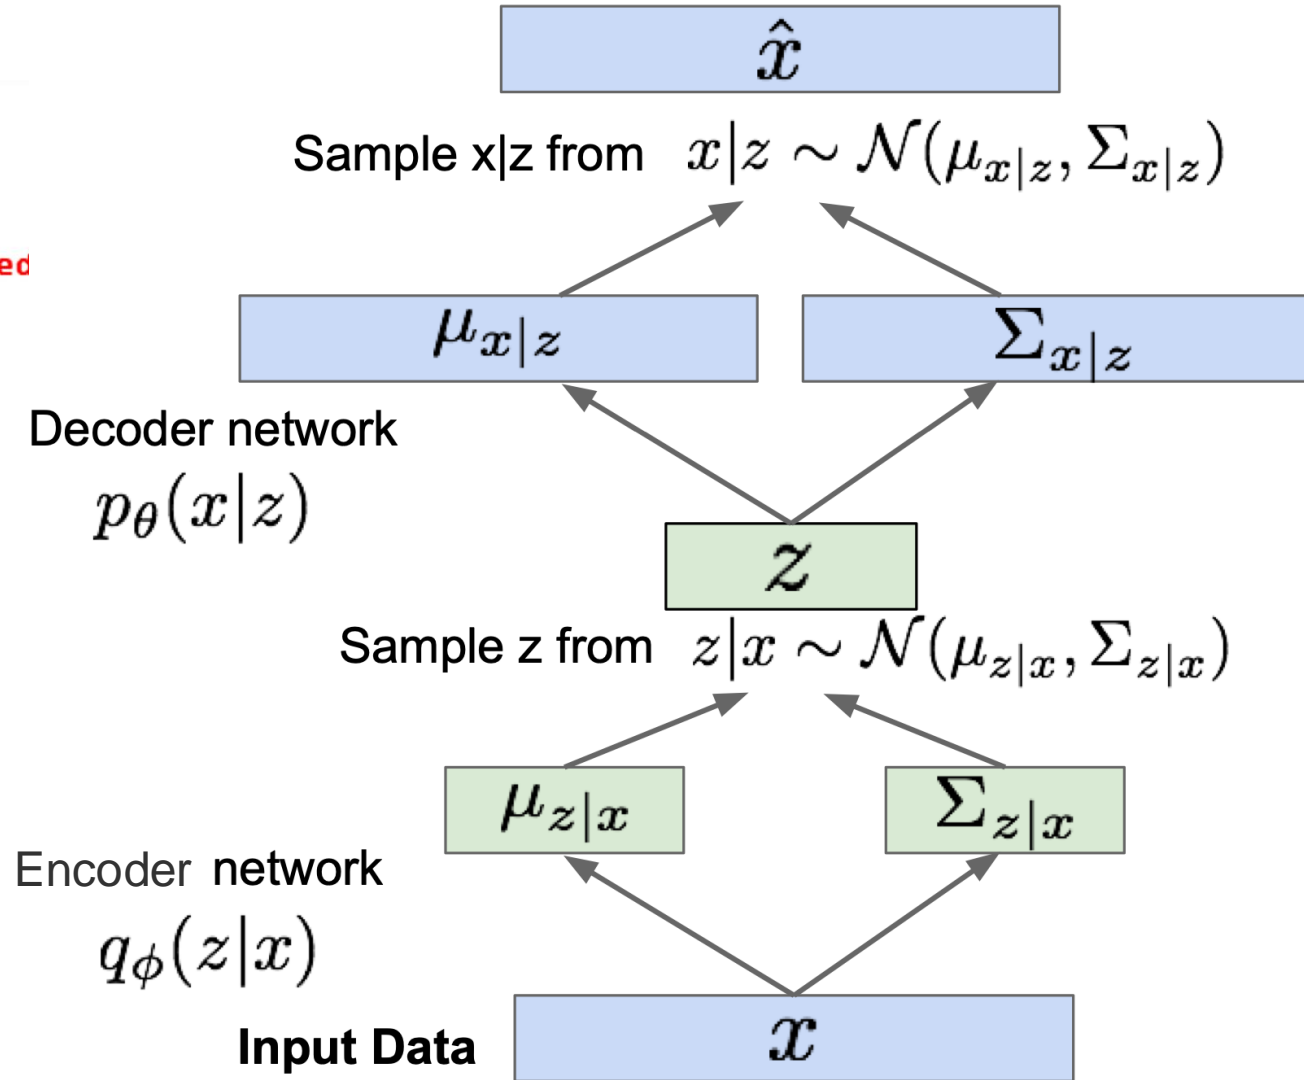 x̂
Sample x|z from x|z ∼ 𝒩(μ_{x|z}, Σ_{x|z})
ed
μ_{x|z} Σ_{x|z}
Decoder network
p_θ(x|z)
z
Sample z from z|x ∼ 𝒩(μ_{z|x}, Σ_{z|x})
μ_{z|x} Σ_{z|x}
Encoder network
q_ϕ(z|x)
Input Data x